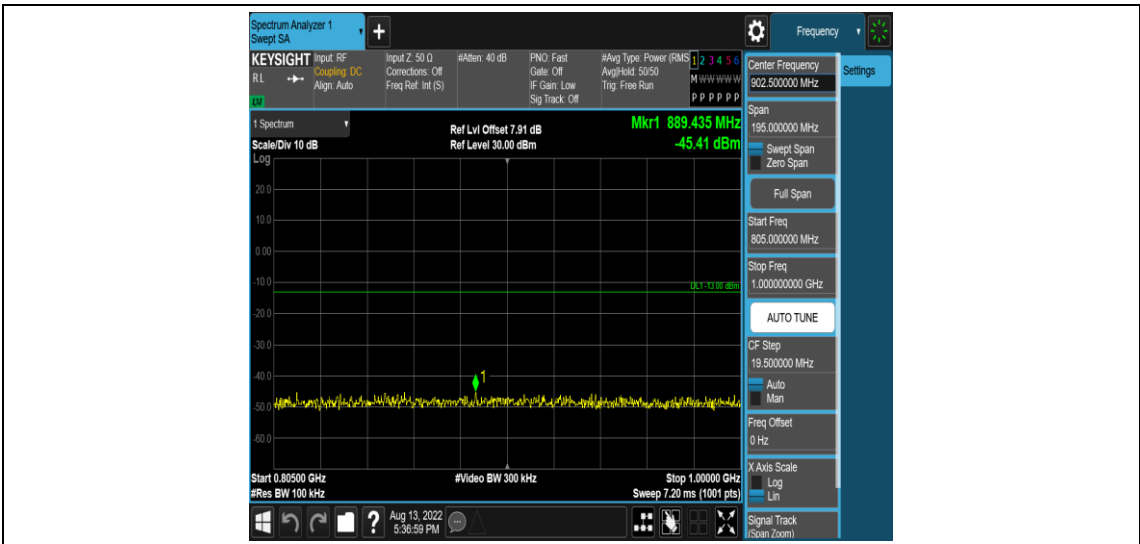 Spectrum Analyzer 1
Swept SA
Frequency
KEYSIGHT
RL
LXI
Input: RF
Coupling: DC
Align: Auto
Input Z: 50 Ω
Corrections: Off
Freq Ref: Int (S)
#Atten: 40 dB
PNO: Fast
Gate: Off
IF Gain: Low
Sig Track: Off
#Avg Type: Power (RMS
Avg|Hold: 50/50
Trig: Free Run
1 2 3 4 5 6
M W W W W W
P P P P P P
1 Spectrum
Scale/Div 10 dB
Log
Ref Lvl Offset 7.91 dB
Ref Level 30.00 dBm
Mkr1 889.435 MHz
-45.41 dBm
20.0
10.0
0.00
-10.0
DL1 -13.00 dBm
-20.0
-30.0
-40.0
1
-50.0
-60.0
Start 0.80500 GHz
#Res BW 100 kHz
#Video BW 300 kHz
Stop 1.00000 GHz
Sweep 7.20 ms (1001 pts)
?
Aug 13, 2022
5:36:59 PM
Center Frequency
902.500000 MHz
Settings
Span
195.000000 MHz
Swept Span
Zero Span
Full Span
Start Freq
805.000000 MHz
Stop Freq
1.000000000 GHz
AUTO TUNE
CF Step
19.500000 MHz
Auto
Man
Freq Offset
0 Hz
X Axis Scale
Log
Lin
Signal Track
(Span Zoom)